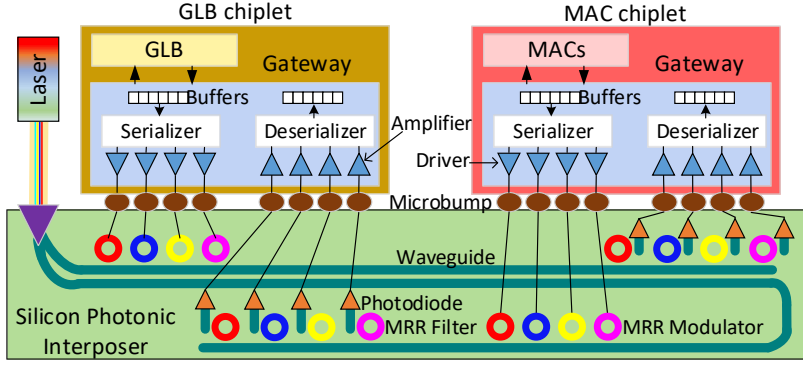 GLB chiplet
MAC chiplet
Laser
GLB
Gateway
Buffers
Serializer
Deserializer
Amplifier
Driver
Microbump
MACs
Gateway
Buffers
Serializer
Deserializer
Waveguide
Photodiode
MRR Filter
MRR Modulator
Silicon Photonic
Interposer